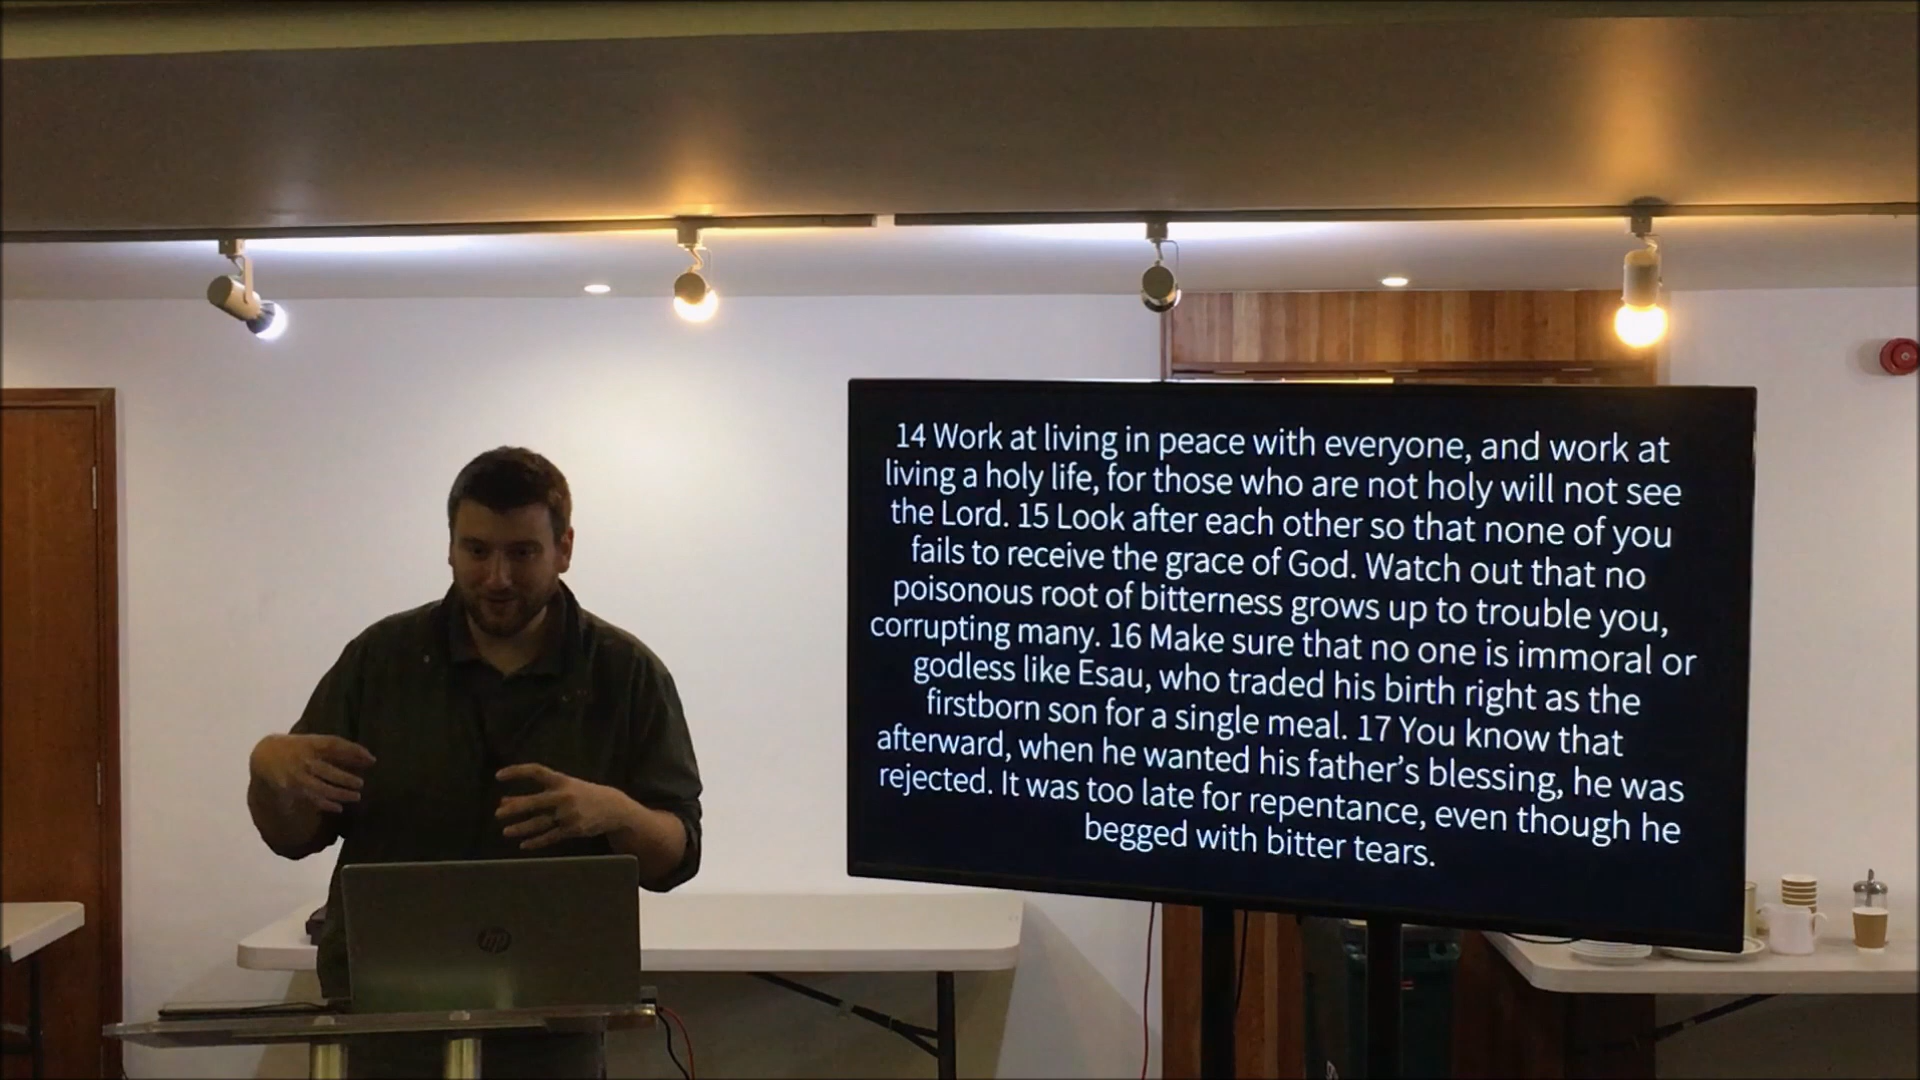 14 Work at living in peace with everyone, and work at
living a holy life, for those who are not holy will not see
the Lord. 15 Look after each other so that none of you
fails to receive the grace of God. Watch out that no
poisonous root of bitterness grows up to trouble you,
corrupting many. 16 Make sure that no one is immoral or
godless like Esau, who traded his birth right as the
firstborn son for a single meal. 17 You know that
afterward, when he wanted his father’s blessing, he was
rejected. It was too late for repentance, even though he
begged with bitter tears.
hp